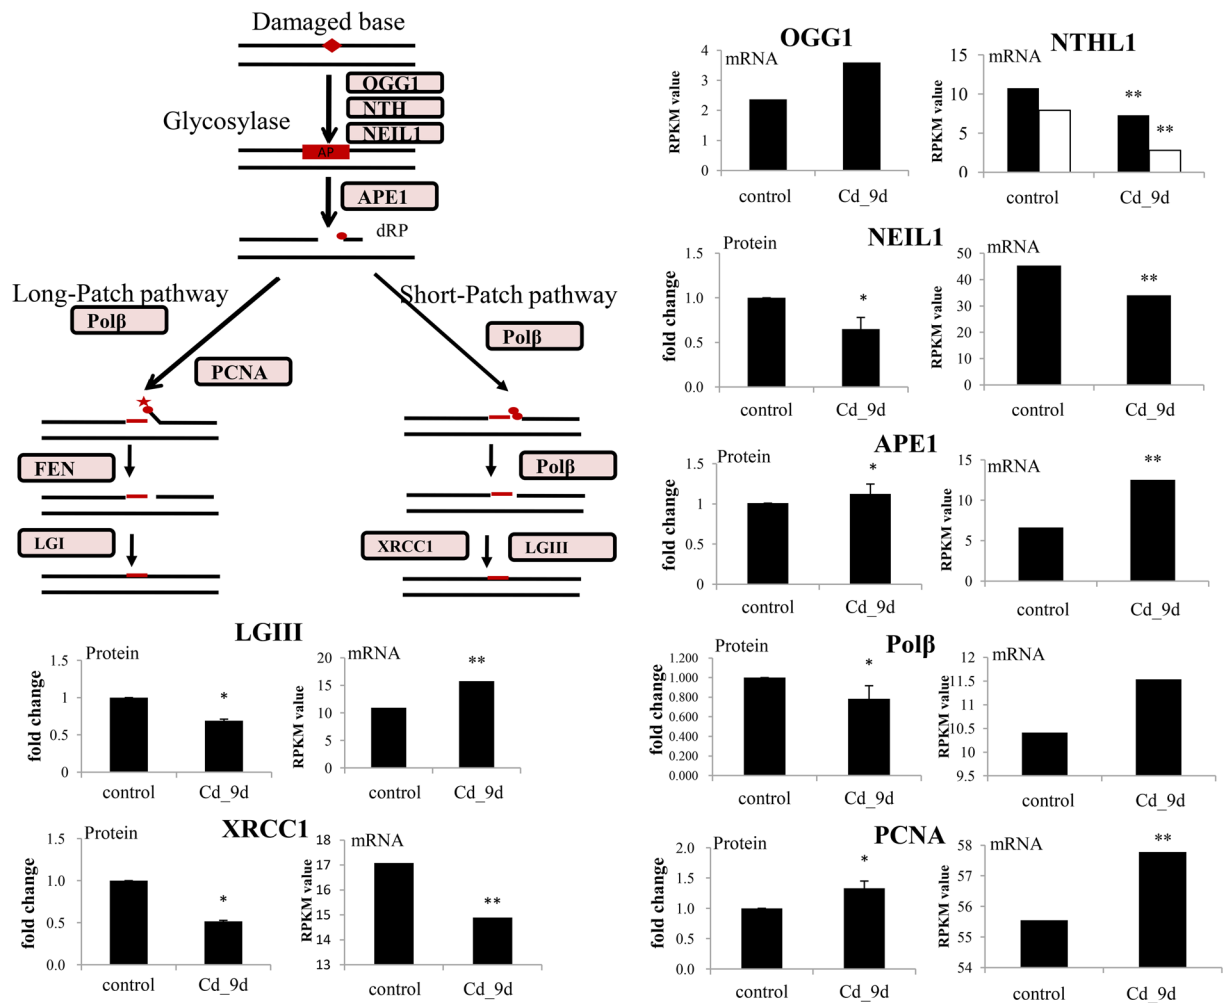 Damaged base
OGG1
NTH
Glycosylase
NEIL1
AP
APE1
dRP
Long-Patch pathway
Short-Patch pathway
Polβ
Polβ
PCNA
FEN
Polβ
LGI
XRCC1
LGIII
OGG1
mRNA
RPKM value
4
3
2
1
0
control
Cd_9d
NTHL1
mRNA
RPKM value
15
10
5
0
**
**
control
Cd_9d
NEIL1
Protein
fold change
1.5
1.0
0.5
0.0
*
control
Cd_9d
mRNA
RPKM value
50
40
30
20
10
0
**
control
Cd_9d
APE1
Protein
fold change
1.5
1
0.5
0
*
control
Cd_9d
mRNA
RPKM value
15
10
5
0
**
control
Cd_9d
LGIII
Protein
fold change
1.5
1
0.5
0
*
control
Cd_9d
mRNA
RPKM value
20
15
10
5
0
**
control
Cd_9d
Polβ
Protein
fold change
1.200
1.000
0.800
0.600
0.400
0.200
0.000
*
control
Cd_9d
mRNA
RPKM value
12
11.5
11
10.5
10
9.5
control
Cd_9d
XRCC1
Protein
fold change
1.5
1.0
0.5
0.0
*
control
Cd_9d
mRNA
RPKM value
18
17
16
15
14
13
**
control
Cd_9d
PCNA
Protein
fold change
2.0
1.5
1.0
0.5
0.0
*
control
Cd_9d
mRNA
RPKM value
58
57
56
55
54
**
control
Cd_9d